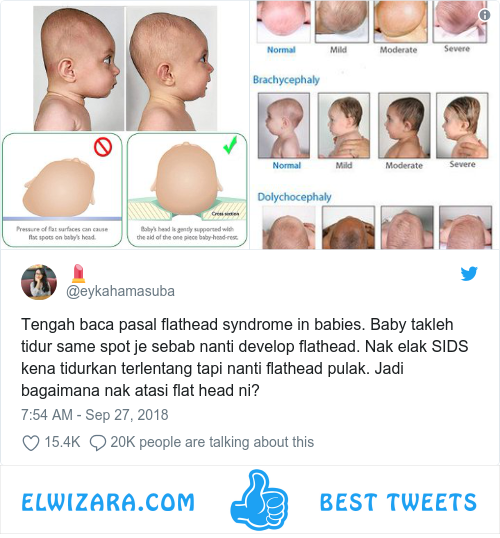 Normal Mild Moderate Severe
Brachycephaly
Normal Mild Moderate Severe
Dolychocephaly
Cross section
Pressure of flat surfaces can cause
flat spots on baby's head.
Baby's head is gently supported with
the aid of the one piece baby-head-rest.
@eykahamasuba
Tengah baca pasal flathead syndrome in babies. Baby takleh
tidur same spot je sebab nanti develop flathead. Nak elak SIDS
kena tidurkan terlentang tapi nanti flathead pulak. Jadi
bagaimana nak atasi flat head ni?
7:54 AM - Sep 27, 2018
15.4K 20K people are talking about this
ELWIZARA.COM BEST TWEETS